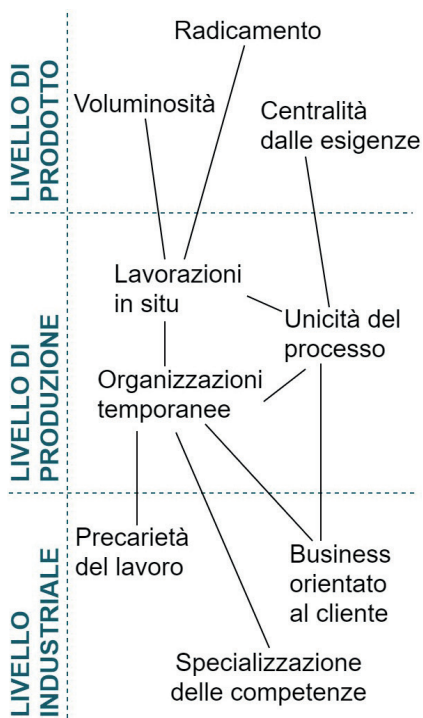 LIVELLO DI
PRODOTTO
Radicamento
Voluminosità
Centralità
dalle esigenze
LIVELLO DI
PRODUZIONE
Lavorazioni
in situ
Unicità del
processo
Organizzazioni
temporanee
LIVELLO
INDUSTRIALE
Precarietà
del lavoro
Business
orientato
al cliente
Specializzazione
delle competenze